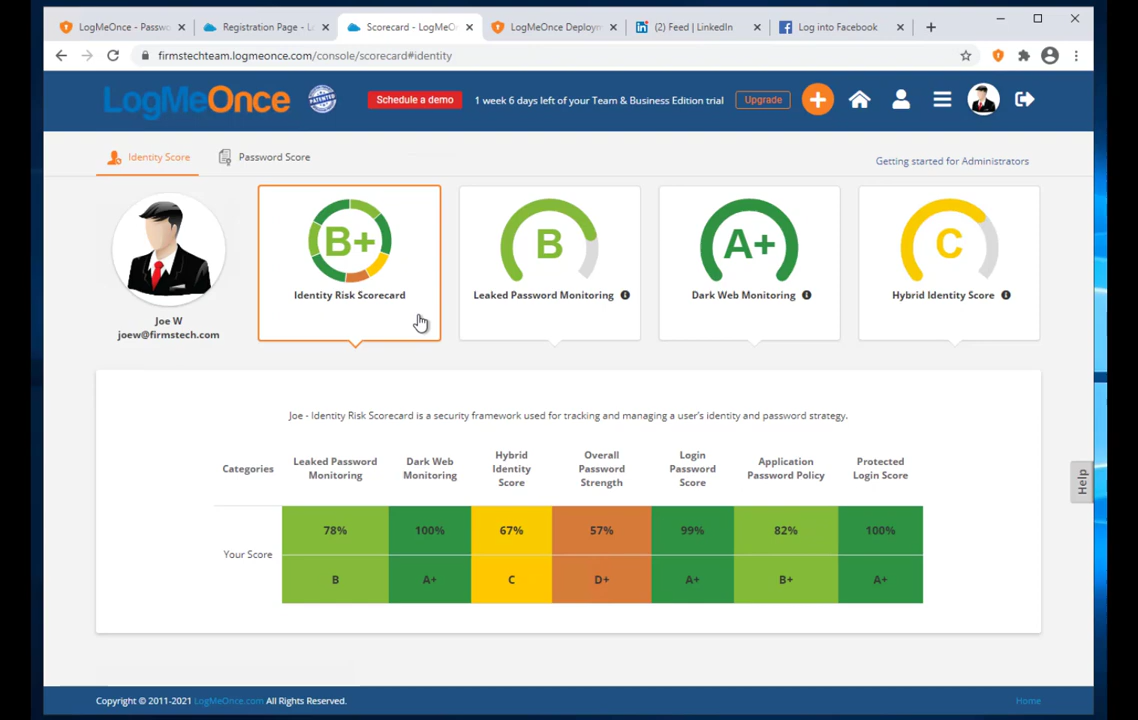 LogMeOnce - Passwo
Registration Page - Lo
Scorecard - LogMeOn
LogMeOnce Deployn
(2) Feed | LinkedIn
Log into Facebook
firmstechteam.logmeonce.com/console/scorecard#identity
LogMeOnce
PATENTED
Schedule a demo
1 week 6 days left of your Team & Business Edition trial
Upgrade
Identity Score
Password Score
Getting started for Administrators
B+
B
A+
C
Identity Risk Scorecard
Leaked Password Monitoring
Dark Web Monitoring
Hybrid Identity Score
Joe W
joew@firmstech.com
Joe - Identity Risk Scorecard is a security framework used for tracking and managing a user's identity and password strategy.
Categories
Leaked Password
Monitoring
Dark Web
Monitoring
Hybrid
Identity
Score
Overall
Password
Strength
Login
Password
Score
Application
Password Policy
Protected
Login Score
Help
Your Score
78%
100%
67%
57%
99%
82%
100%
B
A+
C
D+
A+
B+
A+
Copyright © 2011-2021 LogMeOnce.com All Rights Reserved.
Home